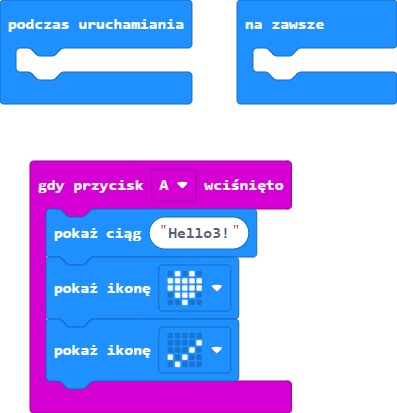 podczas uruchamiania
na zawsze
gdy przycisk A wciśnięto
pokaż ciąg "Hello3!"
pokaż ikonę
pokaż ikonę